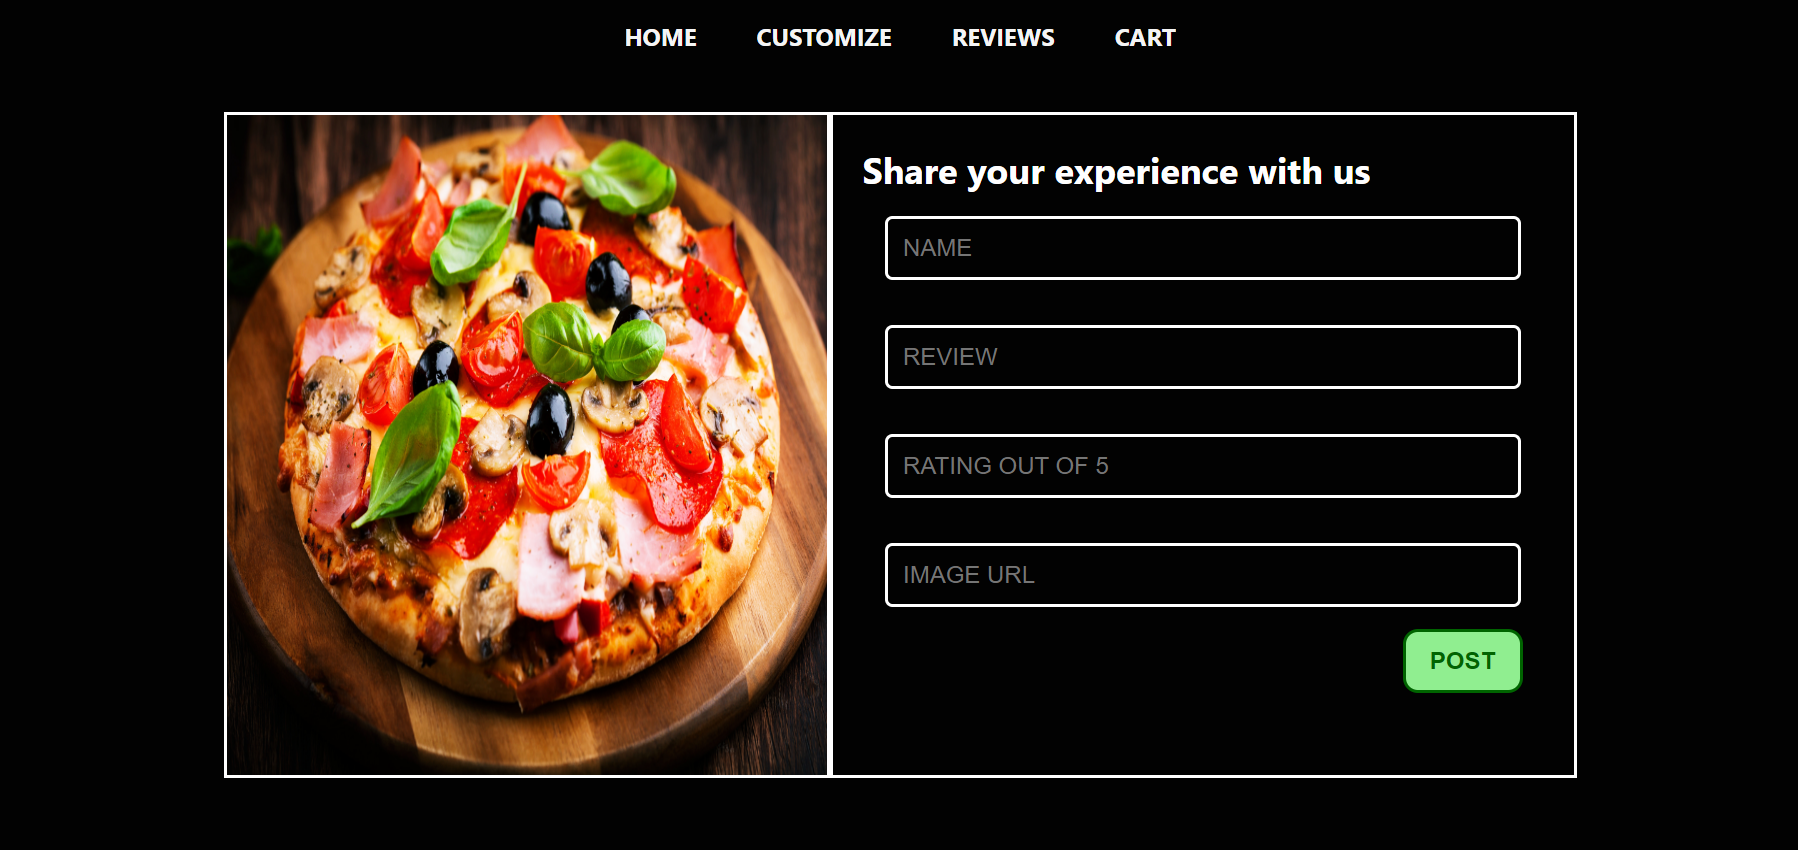 HOME CUSTOMIZE REVIEWS CART
Share your experience with us
NAME
REVIEW
RATING OUT OF 5
IMAGE URL
POST